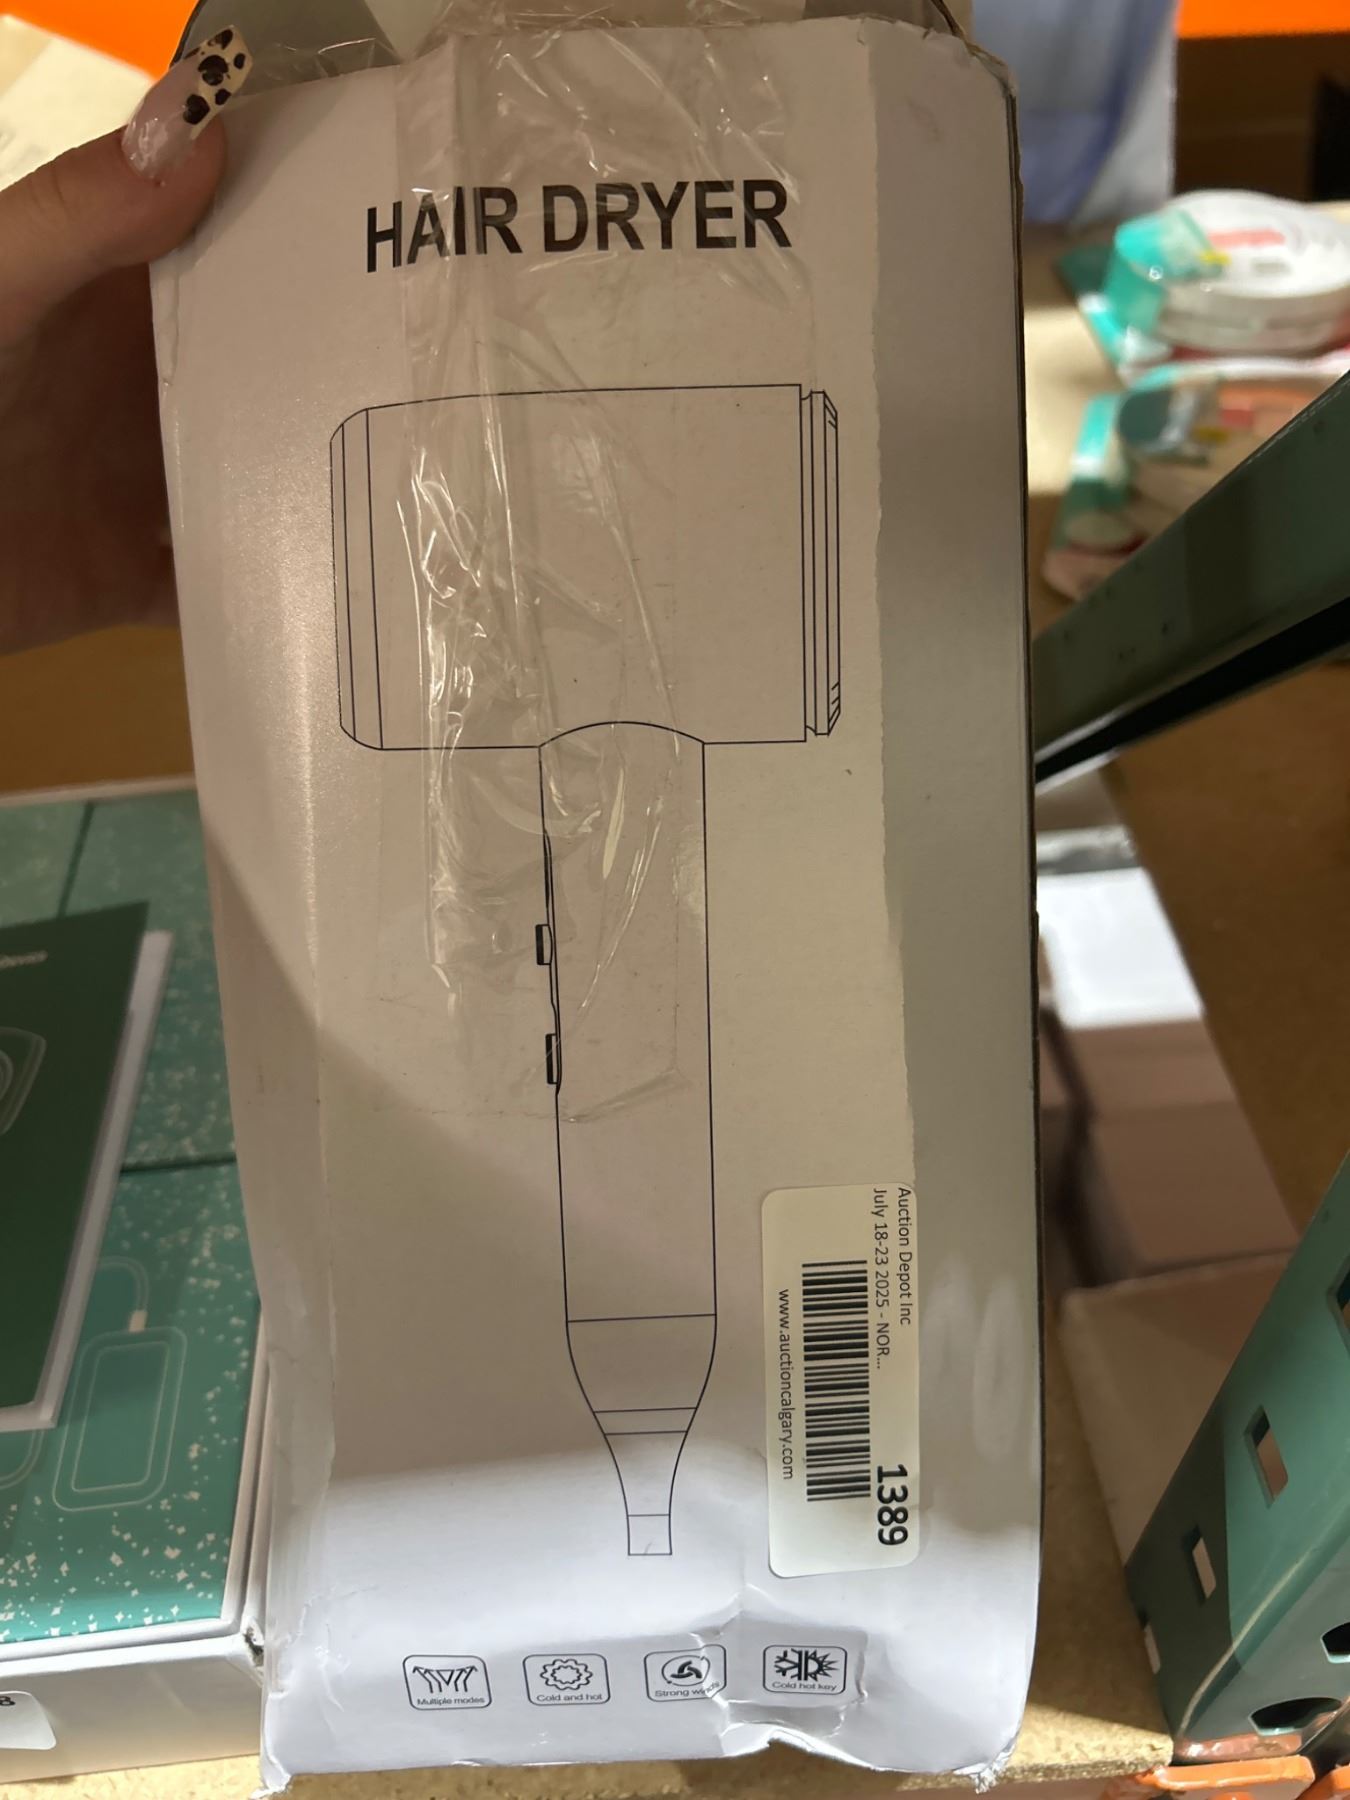 HAIR DRYER
Auction Depot Inc
July 18-23 2025 - NOR...
1389
www.auctioncalgary.com
Multiple modes
Cold and hot
Strong winds
Cold hot key
8